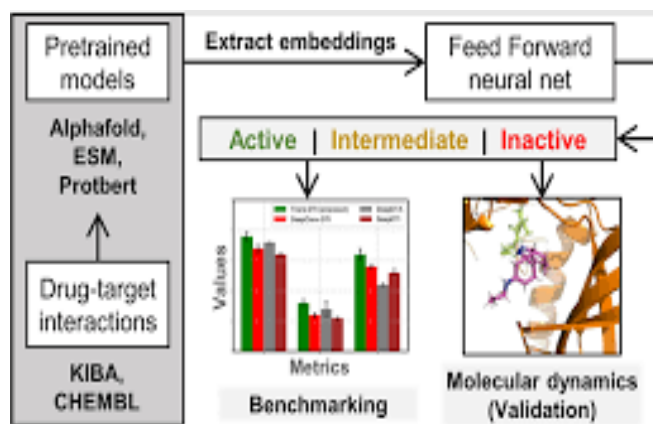 Pretrained
models
Extract embeddings
Feed Forward
neural net
Alphafold,
ESM,
Protbert
Active | Intermediate | Inactive
Drug-target
interactions
KIBA,
CHEMBL
Values
Metrics
Benchmarking
Molecular dynamics
(Validation)